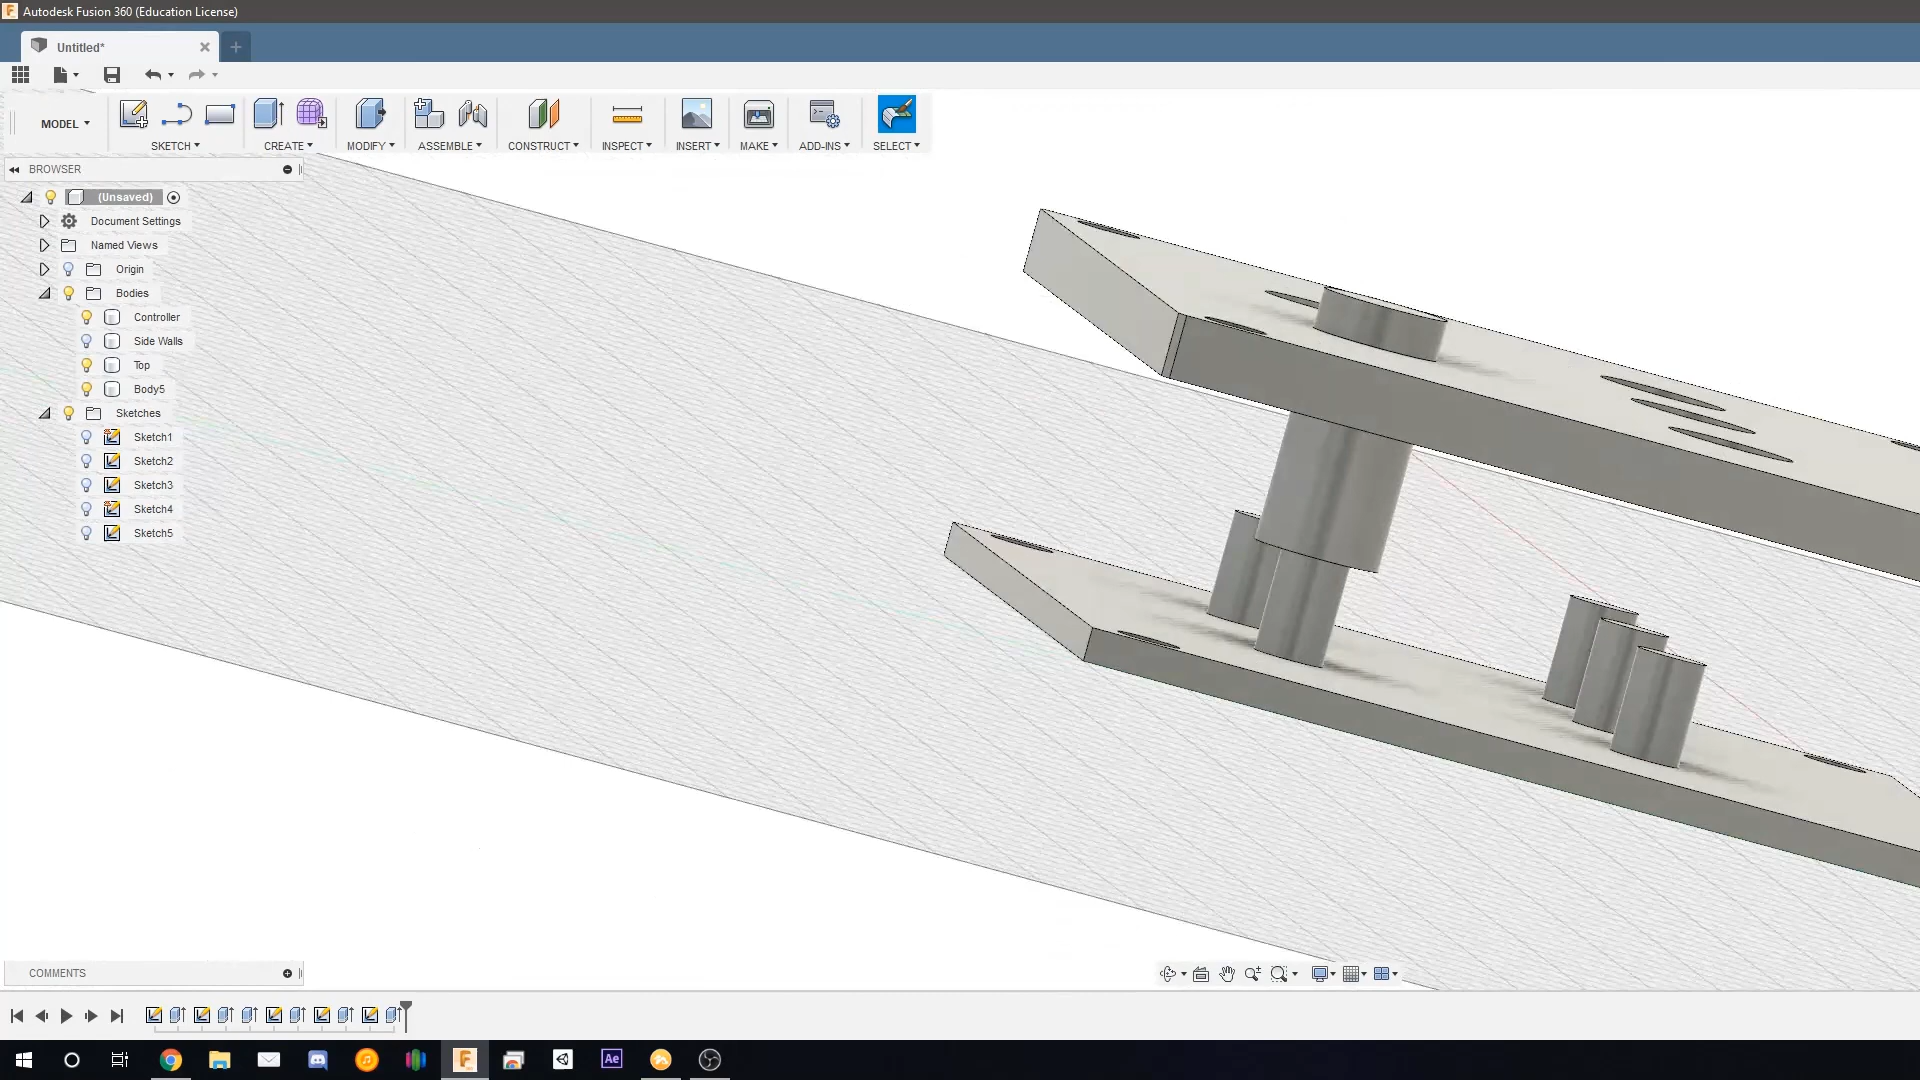 Autodesk Fusion 360 (Education License)
Untitled*
MODEL
SKETCH
CREATE
MODIFY
ASSEMBLE
CONSTRUCT
INSPECT
INSERT
MAKE
ADD-INS
SELECT
BROWSER
(Unsaved)
Document Settings
Named Views
Origin
Bodies
Controller
Side Walls
Top
Body5
Sketches
Sketch1
Sketch2
Sketch3
Sketch4
Sketch5
COMMENTS
Ae